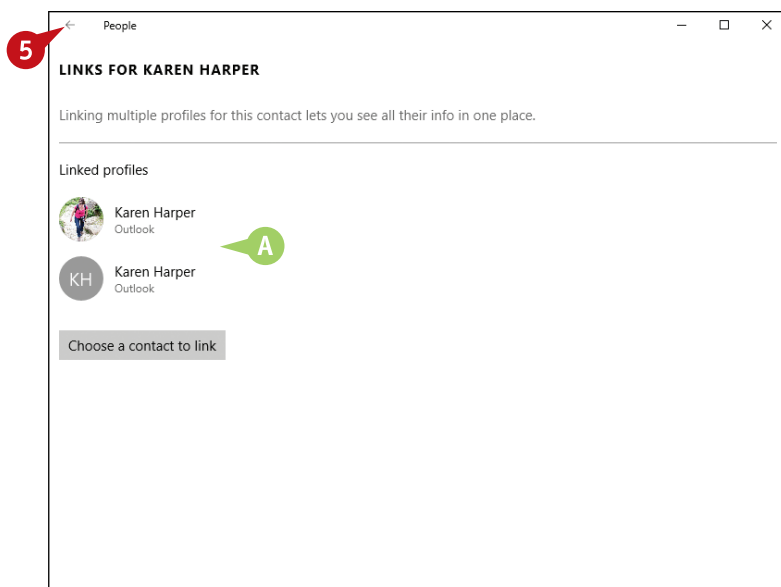 People
5
LINKS FOR KAREN HARPER
Linking multiple profiles for this contact lets you see all their info in one place.
Linked profiles
Karen Harper
Outlook
A
KH
Karen Harper
Outlook
Choose a contact to link